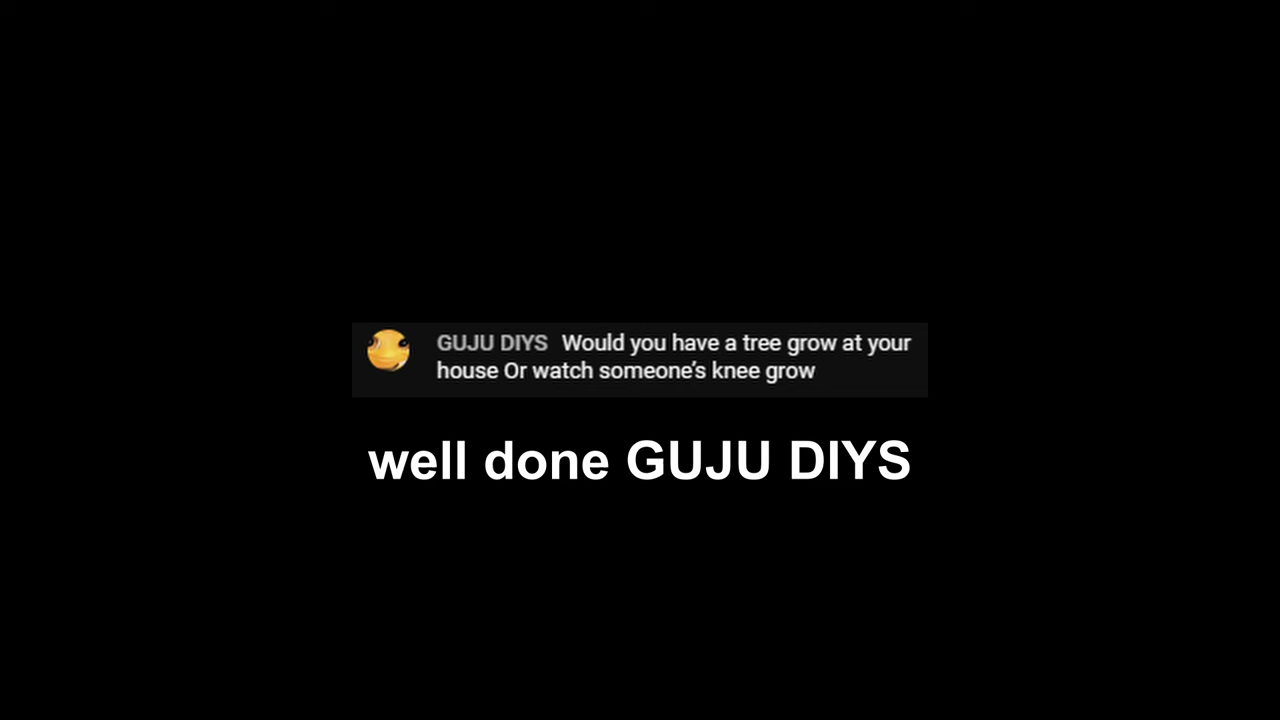 GUJU DIYS Would you have a tree grow at your
house Or watch someone's knee grow
well done GUJU DIYS